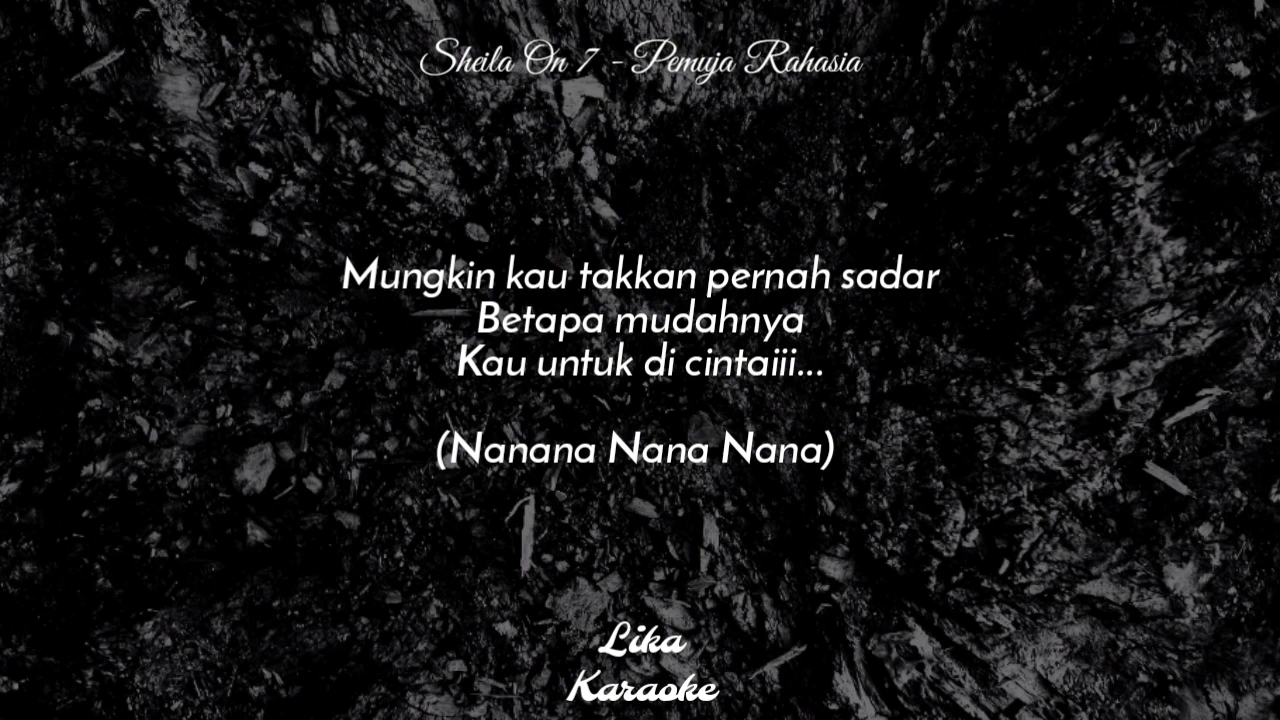 Sheila On 7 - Pemuja Rahasia
Mungkin kau takkan pernah sadar
Betapa mudahnya
Kau untuk di cintaiii...
(Nanana Nana Nana)
Lika
Karaoke